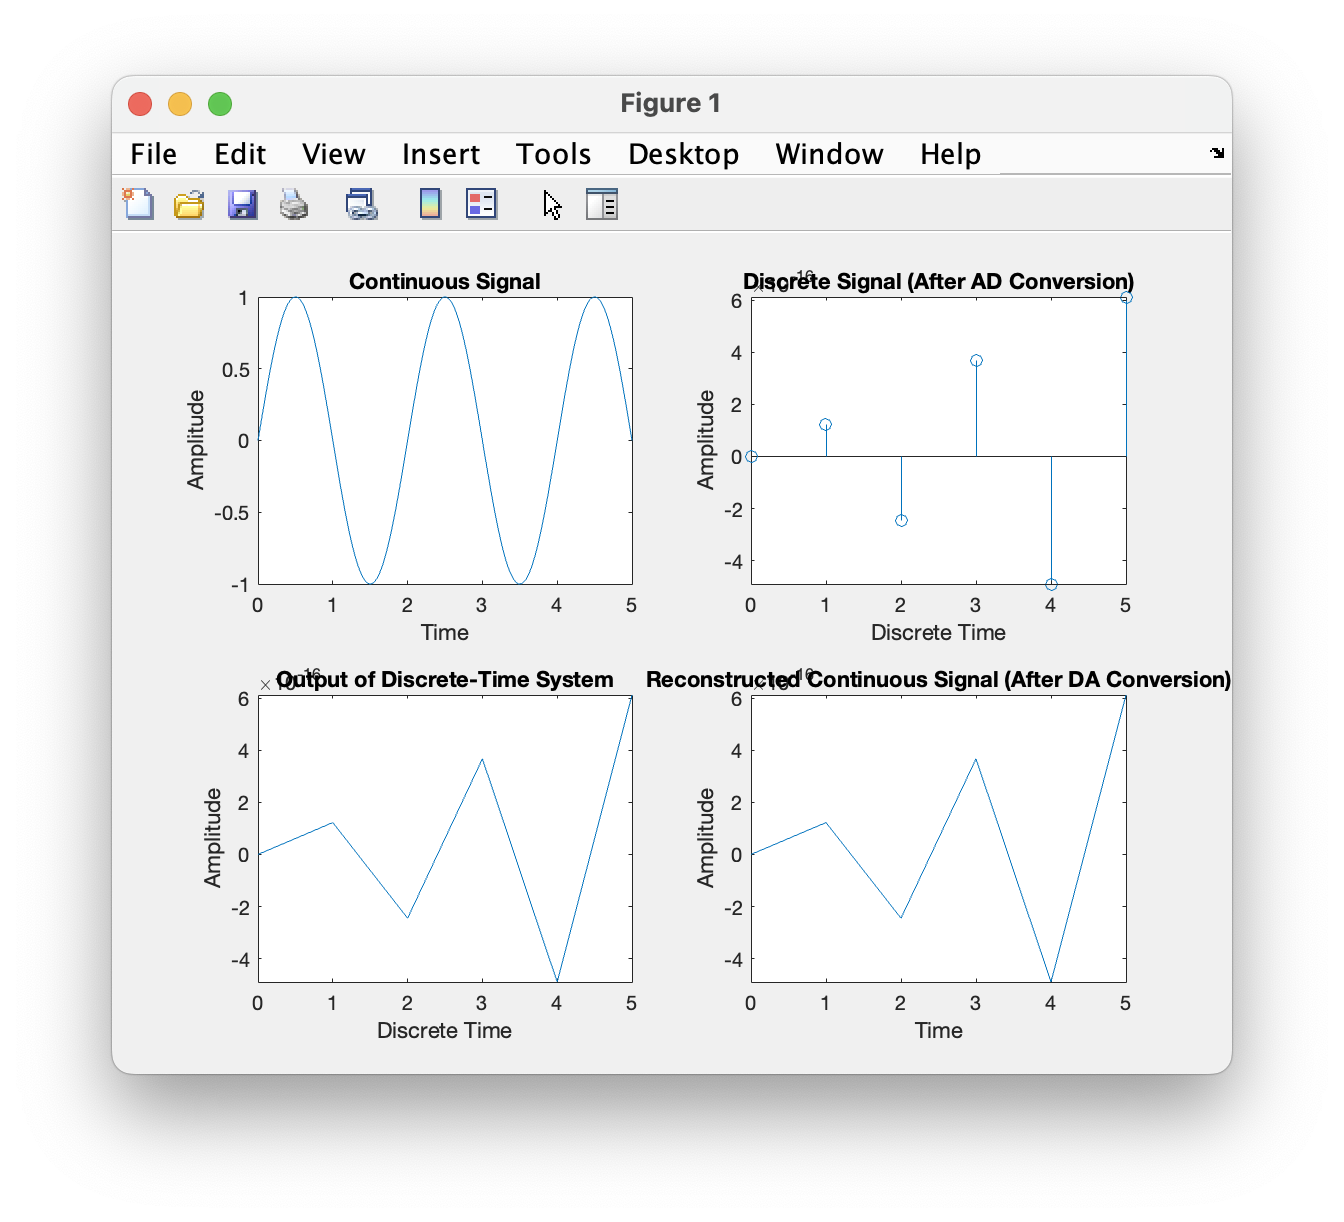 Figure 1
File Edit View Insert Tools Desktop Window Help
Continuous Signal
1
0.5
0
-0.5
-1
Amplitude
0 1 2 3 4 5
Time
× 10-16
Discrete Signal (After AD Conversion)
6
4
2
0
-2
-4
Amplitude
0 1 2 3 4 5
Discrete Time
× 10-16
Output of Discrete-Time System
6
4
2
0
-2
-4
Amplitude
0 1 2 3 4 5
Discrete Time
× 10-16
Reconstructed Continuous Signal (After DA Conversion)
6
4
2
0
-2
-4
Amplitude
0 1 2 3 4 5
Time